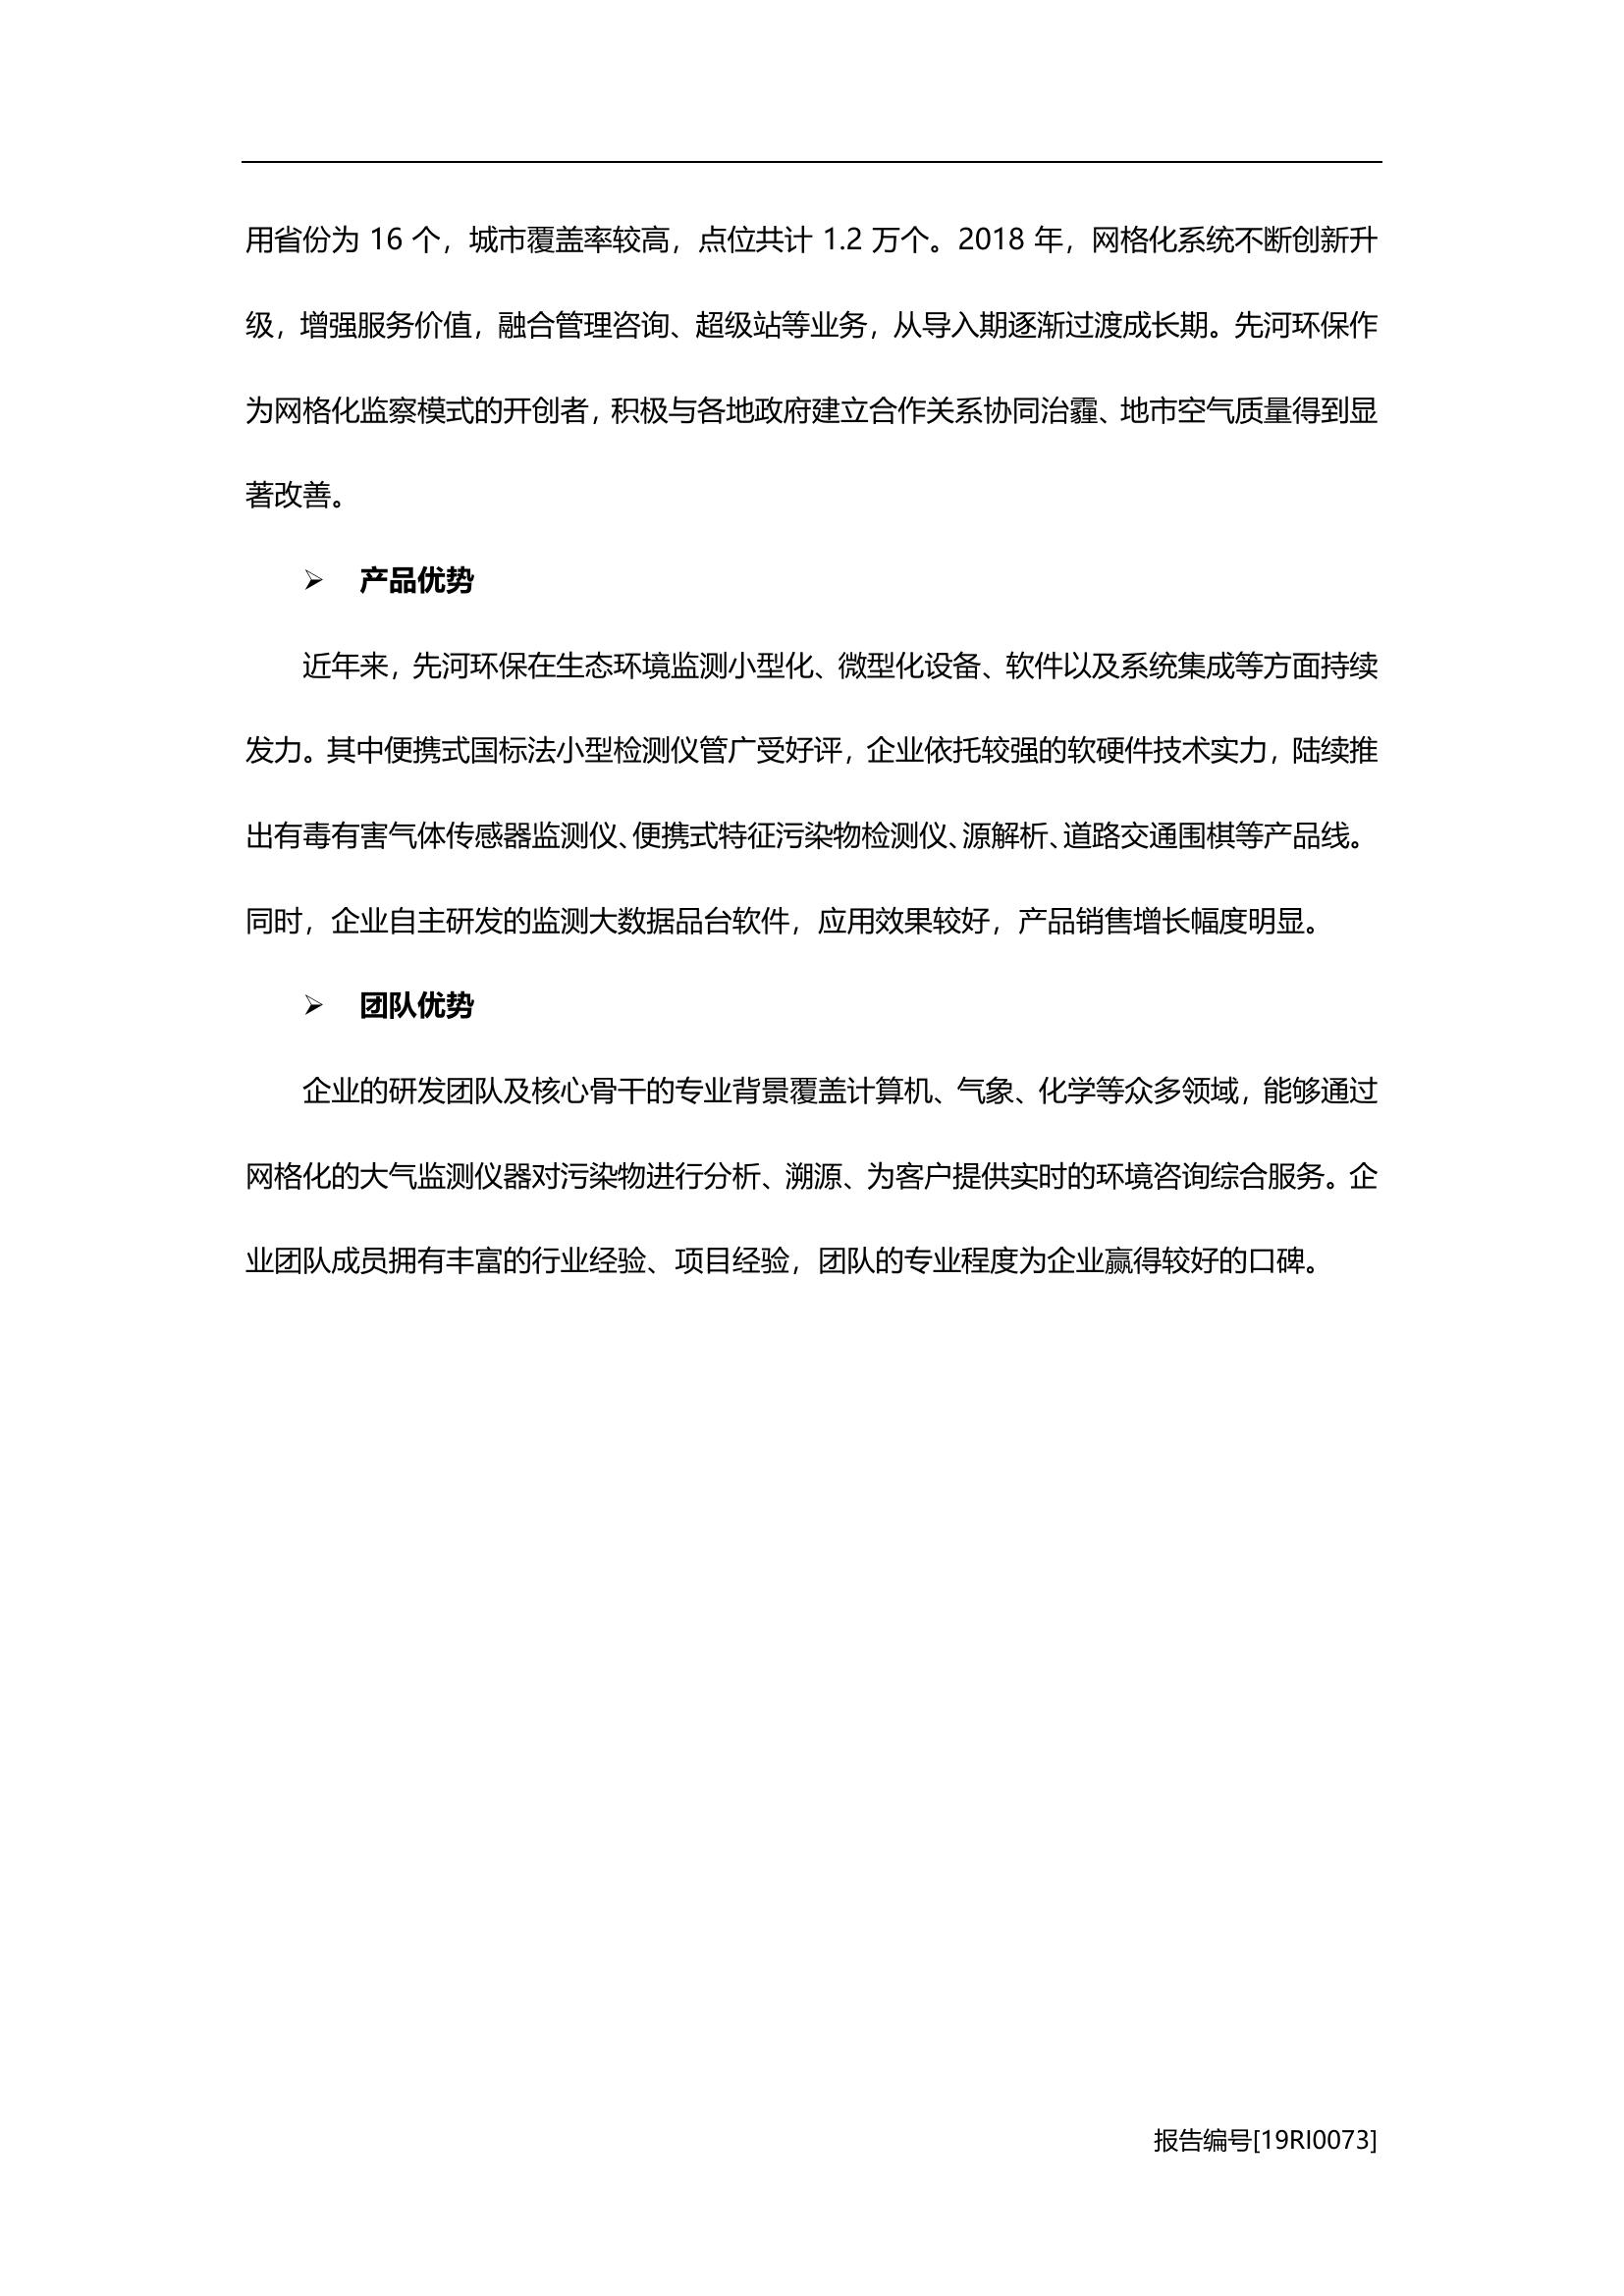 用省份为 16 个，城市覆盖率较高，点位共计 1.2 万个。2018 年，网格化系统不断创新升
级，增强服务价值，融合管理咨询、超级站等业务，从导入期逐渐过渡成长期。先河环保作
为网格化监察模式的开创者，积极与各地政府建立合作关系协同治霾、地市空气质量得到显
著改善。
➢ 产品优势
近年来，先河环保在生态环境监测小型化、微型化设备、软件以及系统集成等方面持续
发力。其中便携式国标法小型检测仪管广受好评，企业依托较强的软硬件技术实力，陆续推
出有毒有害气体传感器监测仪、便携式特征污染物检测仪、源解析、道路交通围棋等产品线。
同时，企业自主研发的监测大数据品台软件，应用效果较好，产品销售增长幅度明显。
➢ 团队优势
企业的研发团队及核心骨干的专业背景覆盖计算机、气象、化学等众多领域，能够通过
网格化的大气监测仪器对污染物进行分析、溯源、为客户提供实时的环境咨询综合服务。企
业团队成员拥有丰富的行业经验、项目经验，团队的专业程度为企业赢得较好的口碑。
报告编号[19RI0073]